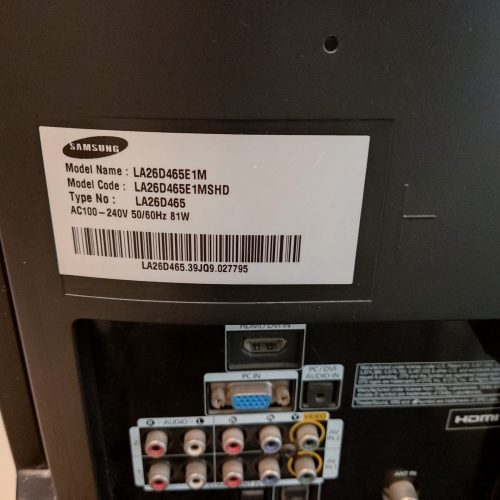 SAMSUNG
Model Name : LA26D465E1M
Model Code : LA26D465E1MSHD
Type No : LA26D465
AC100-240V 50/60Hz 81W
LA26D465.39JQ9.027795
HDMI / DVI IN
PC IN
PC / DVI
AUDIO IN
R AUDIO L
VIDEO
HDMI
ANT IN